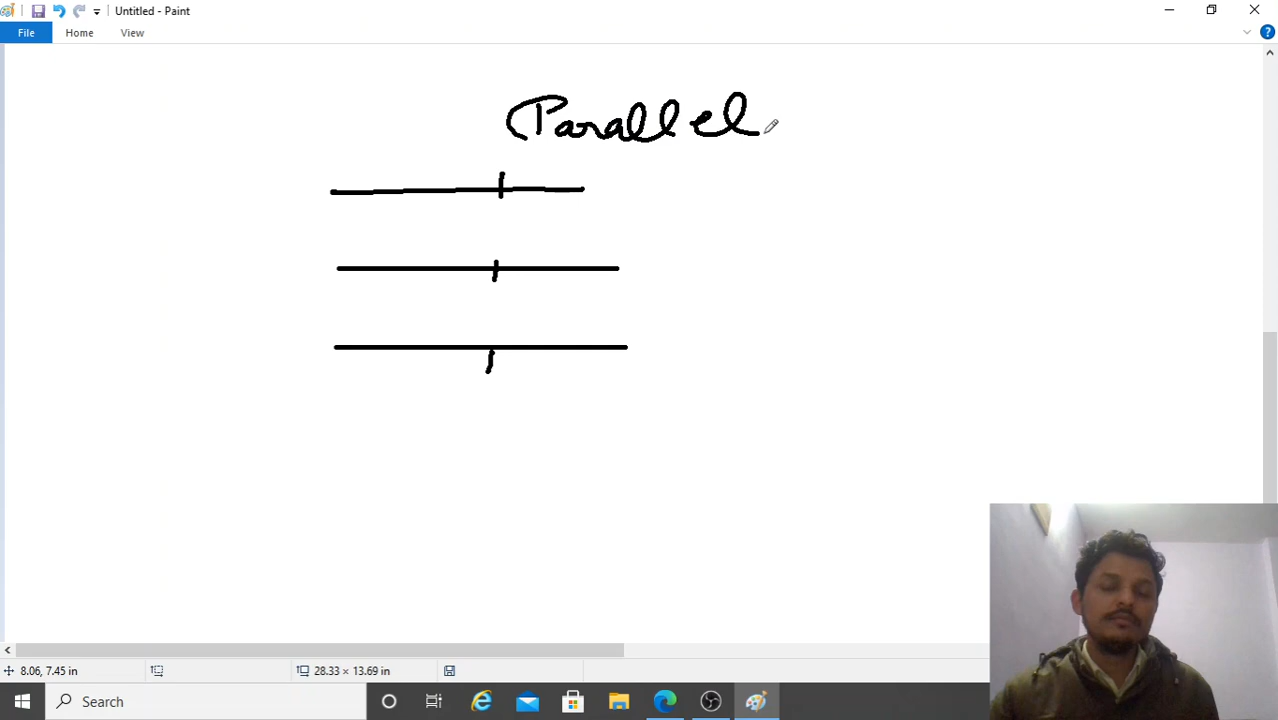 Untitled - Paint
File Home View
Parallel
8.06, 7.45 in
28.33 × 13.69 in
Search